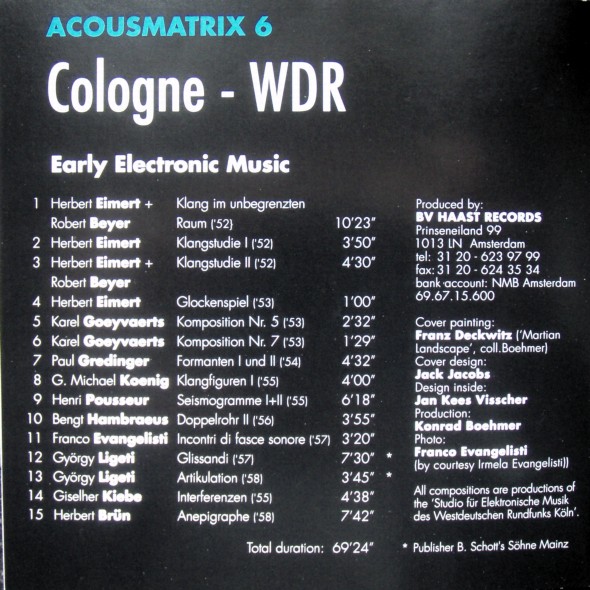 ACOUSMATRIX 6
Cologne - WDR
Early Electronic Music
1 Herbert Eimert + Klang im unbegrenzten
Robert Beyer Raum ('52) 10'23"
2 Herbert Eimert Klangstudie I ('52) 3'50"
3 Herbert Eimert + Klangstudie II ('52) 4'30"
Robert Beyer
4 Herbert Eimert Glockenspiel ('53) 1'00"
5 Karel Goeyvaerts Komposition Nr. 5 ('53) 2'32"
6 Karel Goeyvaerts Komposition Nr. 7 ('53) 1'29"
7 Paul Gredinger Formanten I und II ('54) 4'32"
8 G. Michael Koenig Klangfiguren I ('55) 4'00"
9 Henri Pousseur Seismogramme I+II ('55) 6'18"
10 Bengt Hambraeus Doppelrohr II ('56) 3'55"
11 Franco Evangelisti Incontri di fasce sonore ('57) 3'20"
12 György Ligeti Glissandi ('57) 7'30" *
13 György Ligeti Artikulation ('58) 3'45" *
14 Giselher Klebe Interferenzen ('55) 4'38"
15 Herbert Brün Anepigraphe ('58) 7'42"
Total duration: 69'24"
Produced by:
BV HAAST RECORDS
Prinseneiland 99
1013 LN Amsterdam
tel: 31 20 - 623 97 99
fax: 31 20 - 624 35 34
bank account: NMB Amsterdam
69.67.15.600
Cover painting:
Franz Deckwitz ('Martian
Landscape', coll.Boehmer)
Cover design:
Jack Jacobs
Design inside:
Jan Kees Visscher
Production:
Konrad Boehmer
Photo:
Franco Evangelisti
(by courtesy Irmela Evangelisti))
All compositions are productions of
the 'Studio für Elektronische Musik
des Westdeutschen Rundfunks Köln'.
* Publisher B. Schott's Söhne Mainz